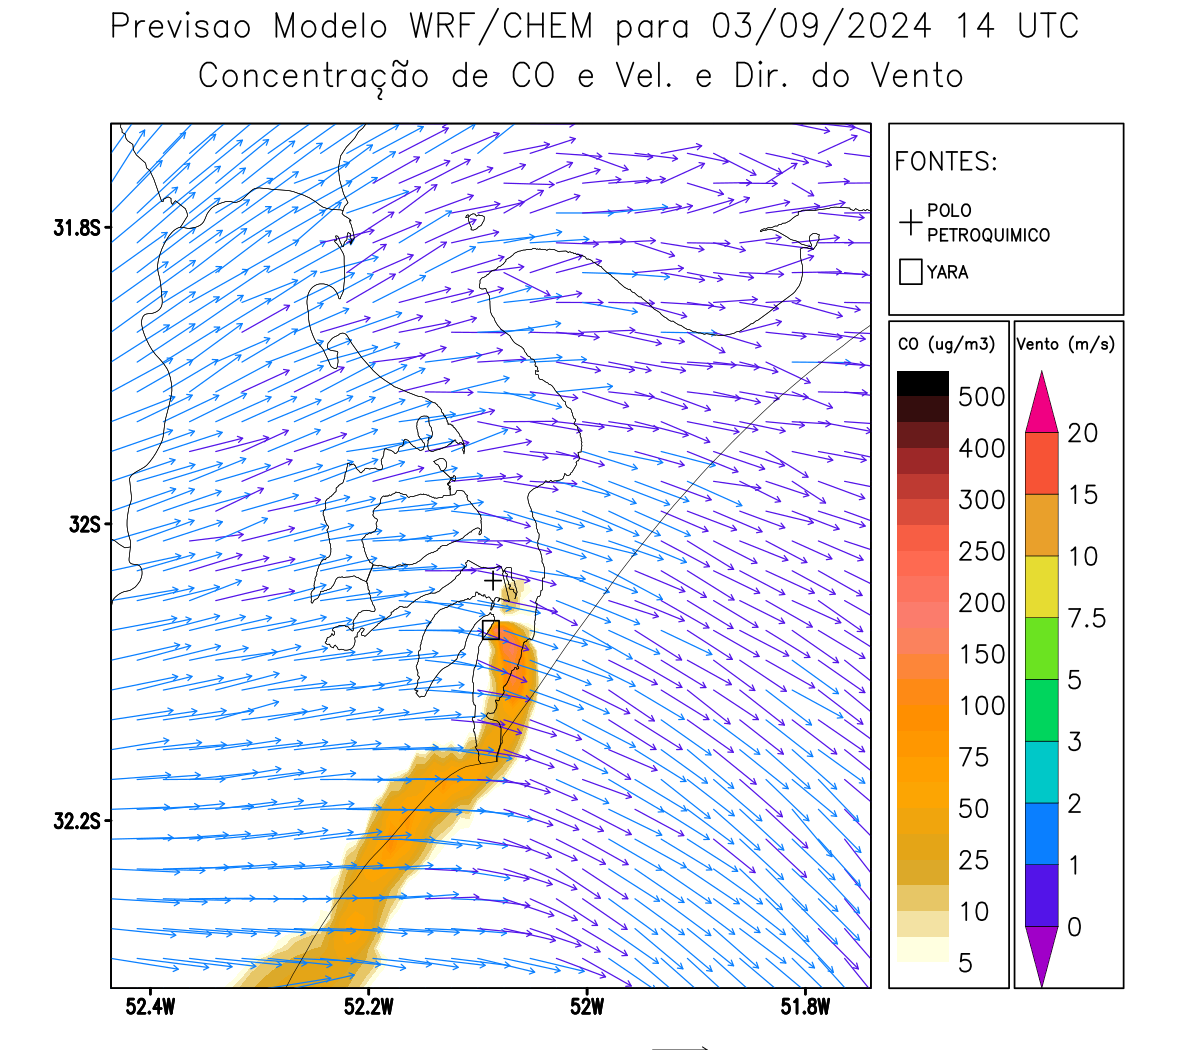 Previsao Modelo WRF/CHEM para 03/09/2024 14 UTC
Concentração de CO e Vel. e Dir. do Vento
FONTES:
POLO
PETROQUIMICO
YARA
CO (ug/m3)
500
400
300
250
200
150
100
75
50
25
10
5
Vento (m/s)
20
15
10
7.5
5
3
2
1
0
31.8S
32S
32.2S
52.4W
52.2W
52W
51.8W